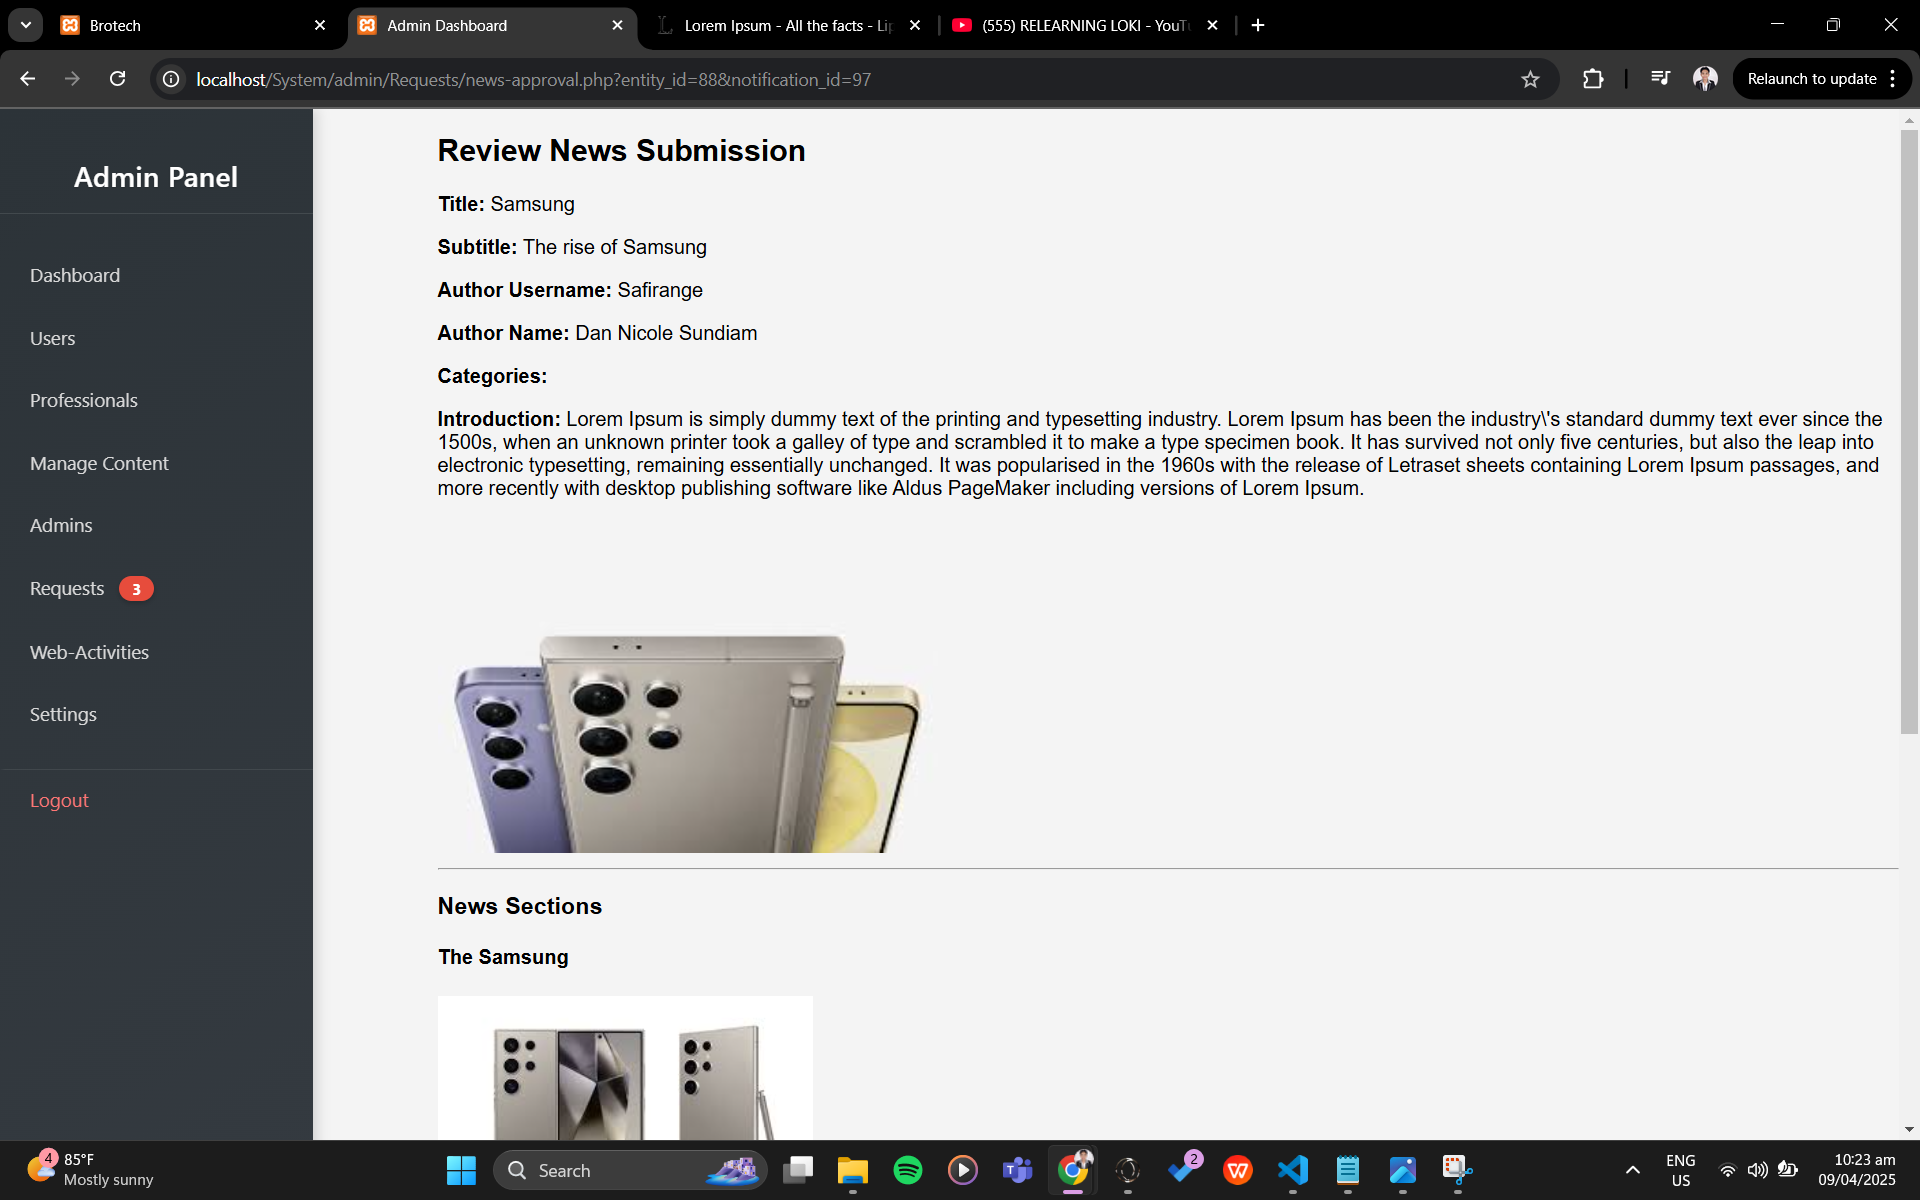 Brotech
Admin Dashboard
Lorem Ipsum - All the facts - Lip
(555) RELEARNING LOKI - YouTu
localhost/System/admin/Requests/news-approval.php?entity_id=88&notification_id=97
Relaunch to update
Admin Panel
Dashboard
Users
Professionals
Manage Content
Admins
Requests 3
Web-Activities
Settings
Logout
Review News Submission
Title: Samsung
Subtitle: The rise of Samsung
Author Username: Safirange
Author Name: Dan Nicole Sundiam
Categories:
Introduction: Lorem Ipsum is simply dummy text of the printing and typesetting industry. Lorem Ipsum has been the industry\'s standard dummy text ever since the
1500s, when an unknown printer took a galley of type and scrambled it to make a type specimen book. It has survived not only five centuries, but also the leap into
electronic typesetting, remaining essentially unchanged. It was popularised in the 1960s with the release of Letraset sheets containing Lorem Ipsum passages, and
more recently with desktop publishing software like Aldus PageMaker including versions of Lorem Ipsum.
News Sections
The Samsung
4
85°F
Mostly sunny
Search
2
ENG
US
10:23 am
09/04/2025